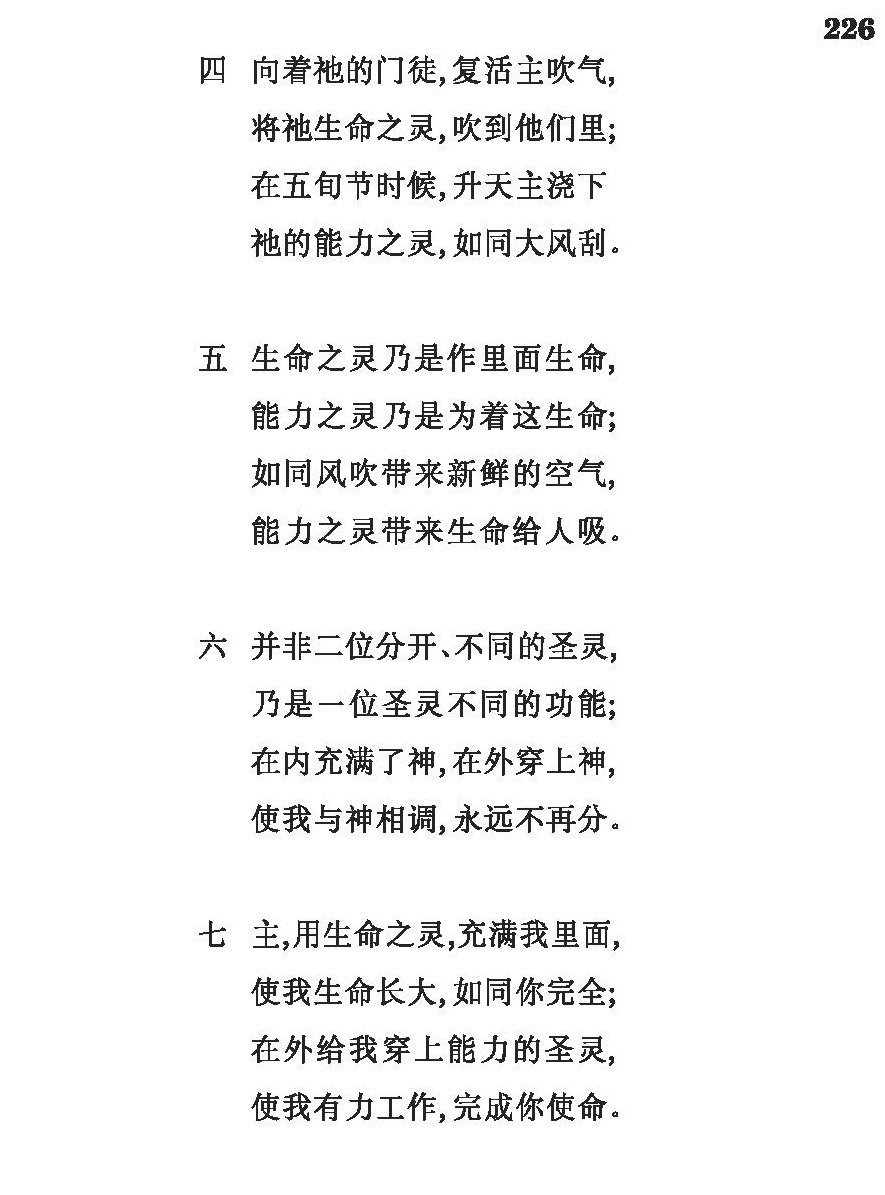 226
四 向着祂的门徒,复活主吹气,
将祂生命之灵,吹到他们里;
在五旬节时候,升天主浇下
祂的能力之灵,如同大风刮。
五 生命之灵乃是作里面生命,
能力之灵乃是为着这生命;
如同风吹带来新鲜的空气,
能力之灵带来生命给人吸。
六 并非二位分开、不同的圣灵,
乃是一位圣灵不同的功能;
在内充满了神,在外穿上神,
使我与神相调,永远不再分。
七 主,用生命之灵,充满我里面,
使我生命长大,如同你完全;
在外给我穿上能力的圣灵,
使我有力工作,完成你使命。